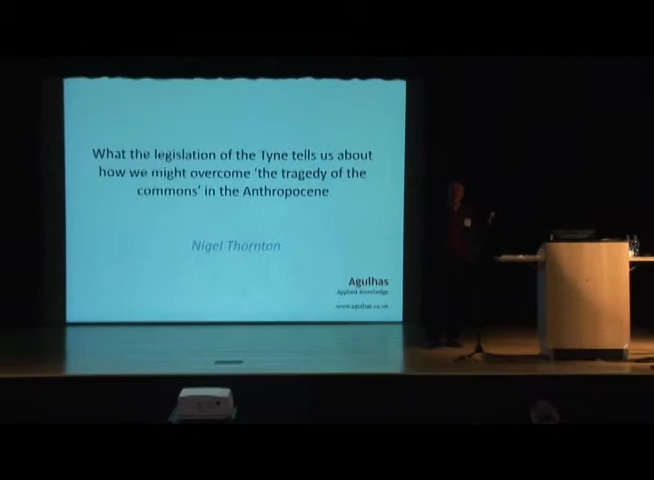 What the legislation of the Tyne tells us about
how we might overcome 'the tragedy of the
commons' in the Anthropocene
Nigel Thornton
Agulhas
Applied Knowledge
www.agulhas.co.uk